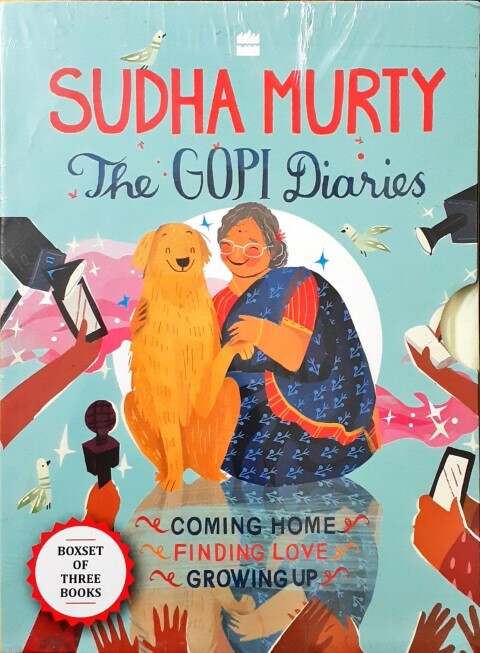 SUDHA MURTY
The GOPI Diaries
COMING HOME
FINDING LOVE
GROWING UP
BOXSET
OF
THREE
BOOKS